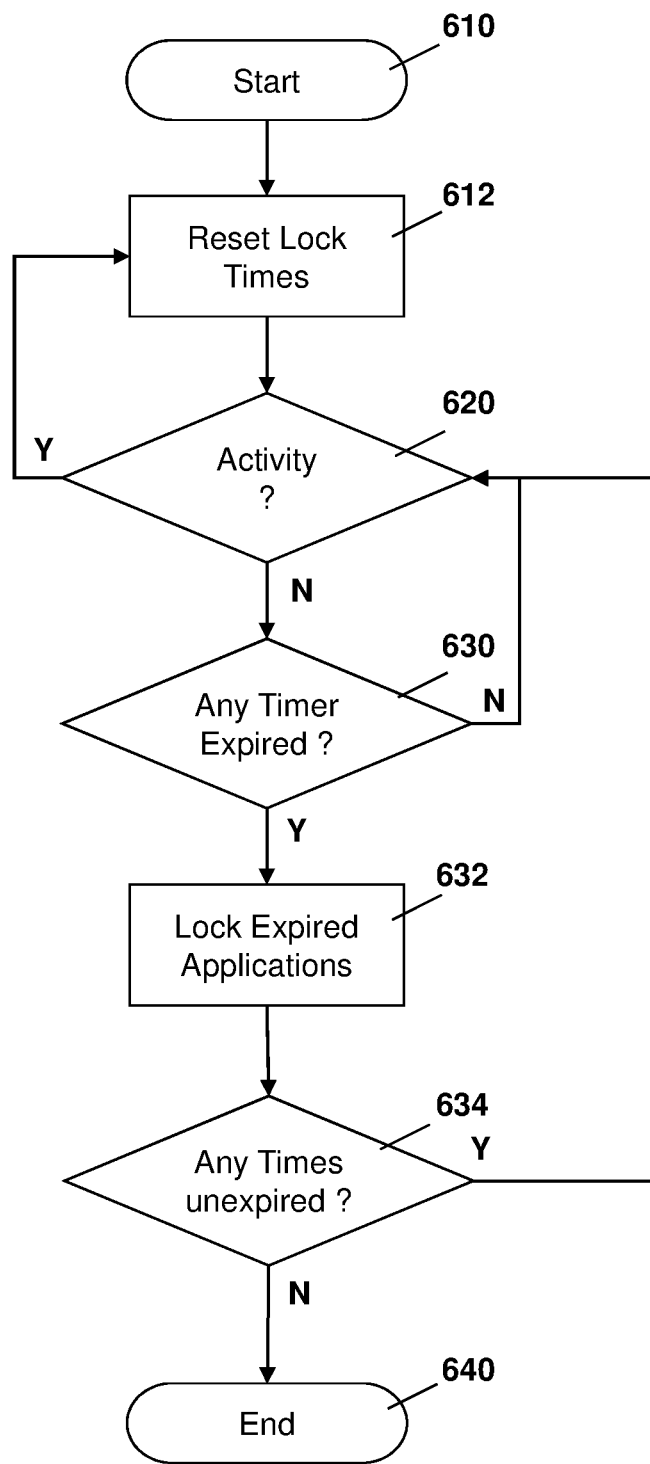 610
Start
612
Reset Lock
Times
620
Y
Activity
?
N
630
Any Timer
Expired ?
N
Y
632
Lock Expired
Applications
634
Y
Any Times
unexpired ?
N
640
End